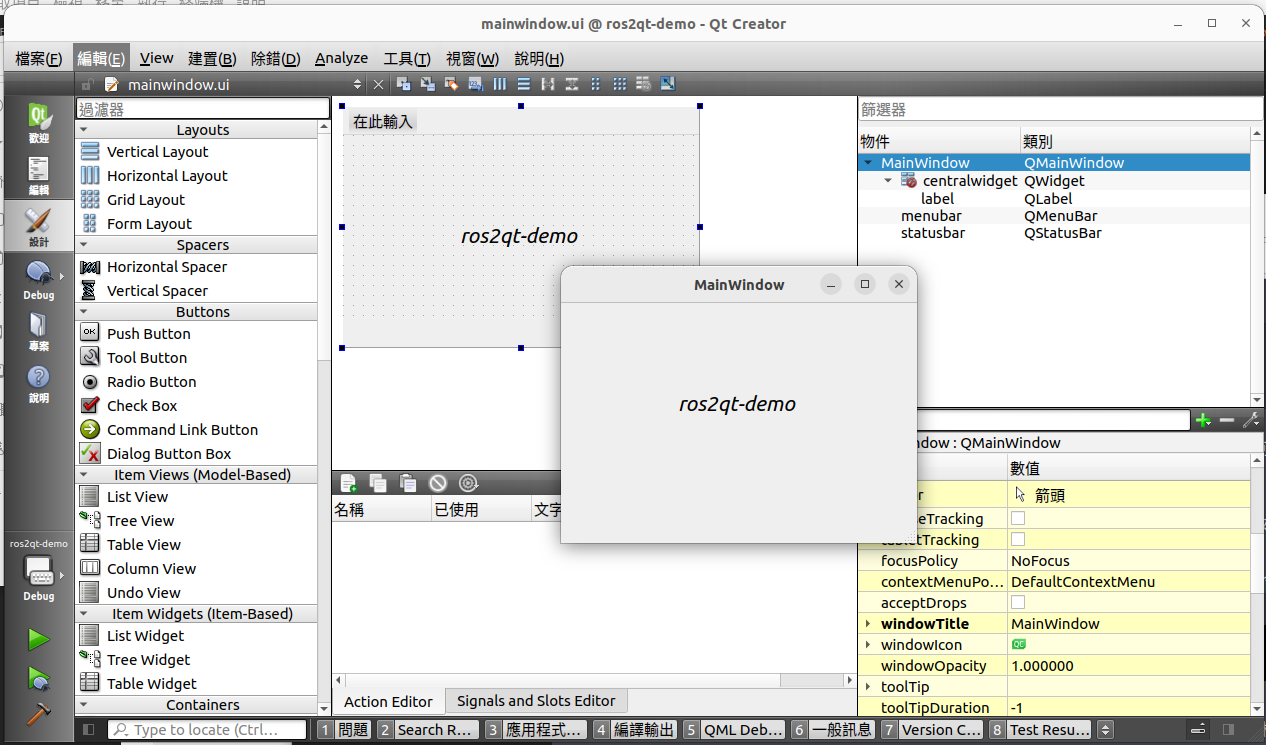 mainwindow.ui @ ros2qt-demo - Qt Creator
檔案(F) 編輯(E) View 建置(B) 除錯(D) Analyze 工具(T) 視窗(W) 說明(H)
mainwindow.ui
歡迎
編輯
設計
Debug
專案
說明
ros2qt-demo
Debug
過濾器
Layouts
Vertical Layout
Horizontal Layout
Grid Layout
Form Layout
Spacers
Horizontal Spacer
Vertical Spacer
Buttons
Push Button
Tool Button
Radio Button
Check Box
Command Link Button
Dialog Button Box
Item Views (Model-Based)
List View
Tree View
Table View
Column View
Undo View
Item Widgets (Item-Based)
List Widget
Tree Widget
Table Widget
Containers
在此輸入
ros2qt-demo
MainWindow
ros2qt-demo
名稱 已使用 文字
Action Editor Signals and Slots Editor
篩選器
物件 類別
MainWindow QMainWindow
centralwidget QWidget
label QLabel
menubar QMenuBar
statusbar QStatusBar
ndow : QMainWindow
數值
r 箭頭
eTracking
tabletTracking
focusPolicy NoFocus
contextMenuPo... DefaultContextMenu
acceptDrops
windowTitle MainWindow
windowIcon
windowOpacity 1.000000
toolTip
toolTipDuration -1
Type to locate (Ctrl... 1 問題 2 Search R... 3 應用程式... 4 編譯輸出 5 QML Deb... 6 一般訊息 7 Version C... 8 Test Resu...